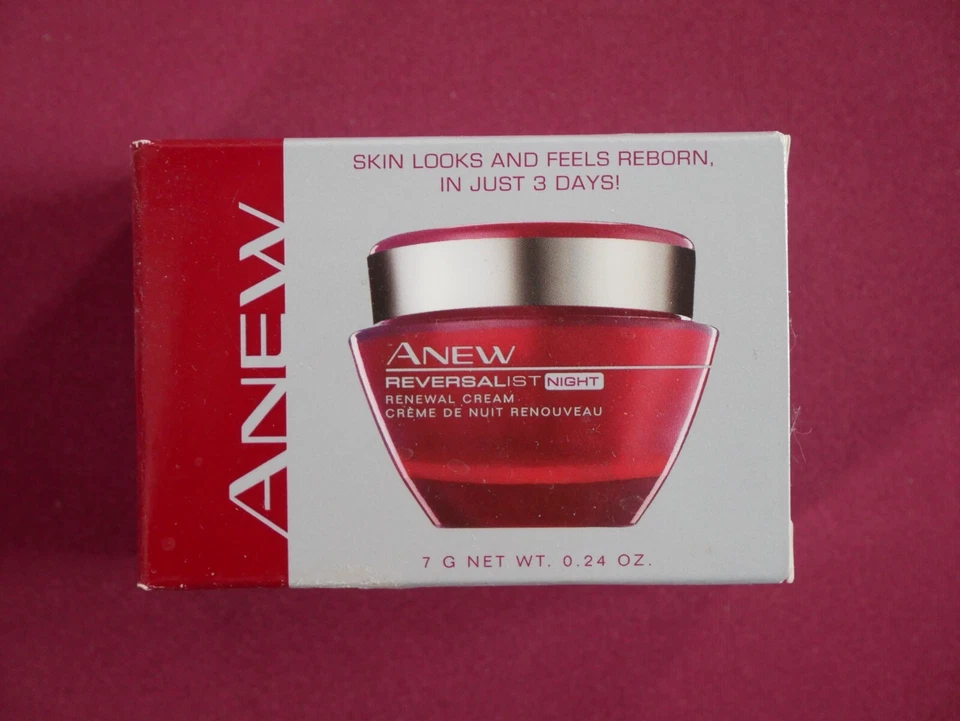 ANEW
SKIN LOOKS AND FEELS REBORN,
IN JUST 3 DAYS!
ANEW
REVERSALIST NIGHT
RENEWAL CREAM
CRÈME DE NUIT RENOUVEAU
7 G NET WT. 0.24 OZ.